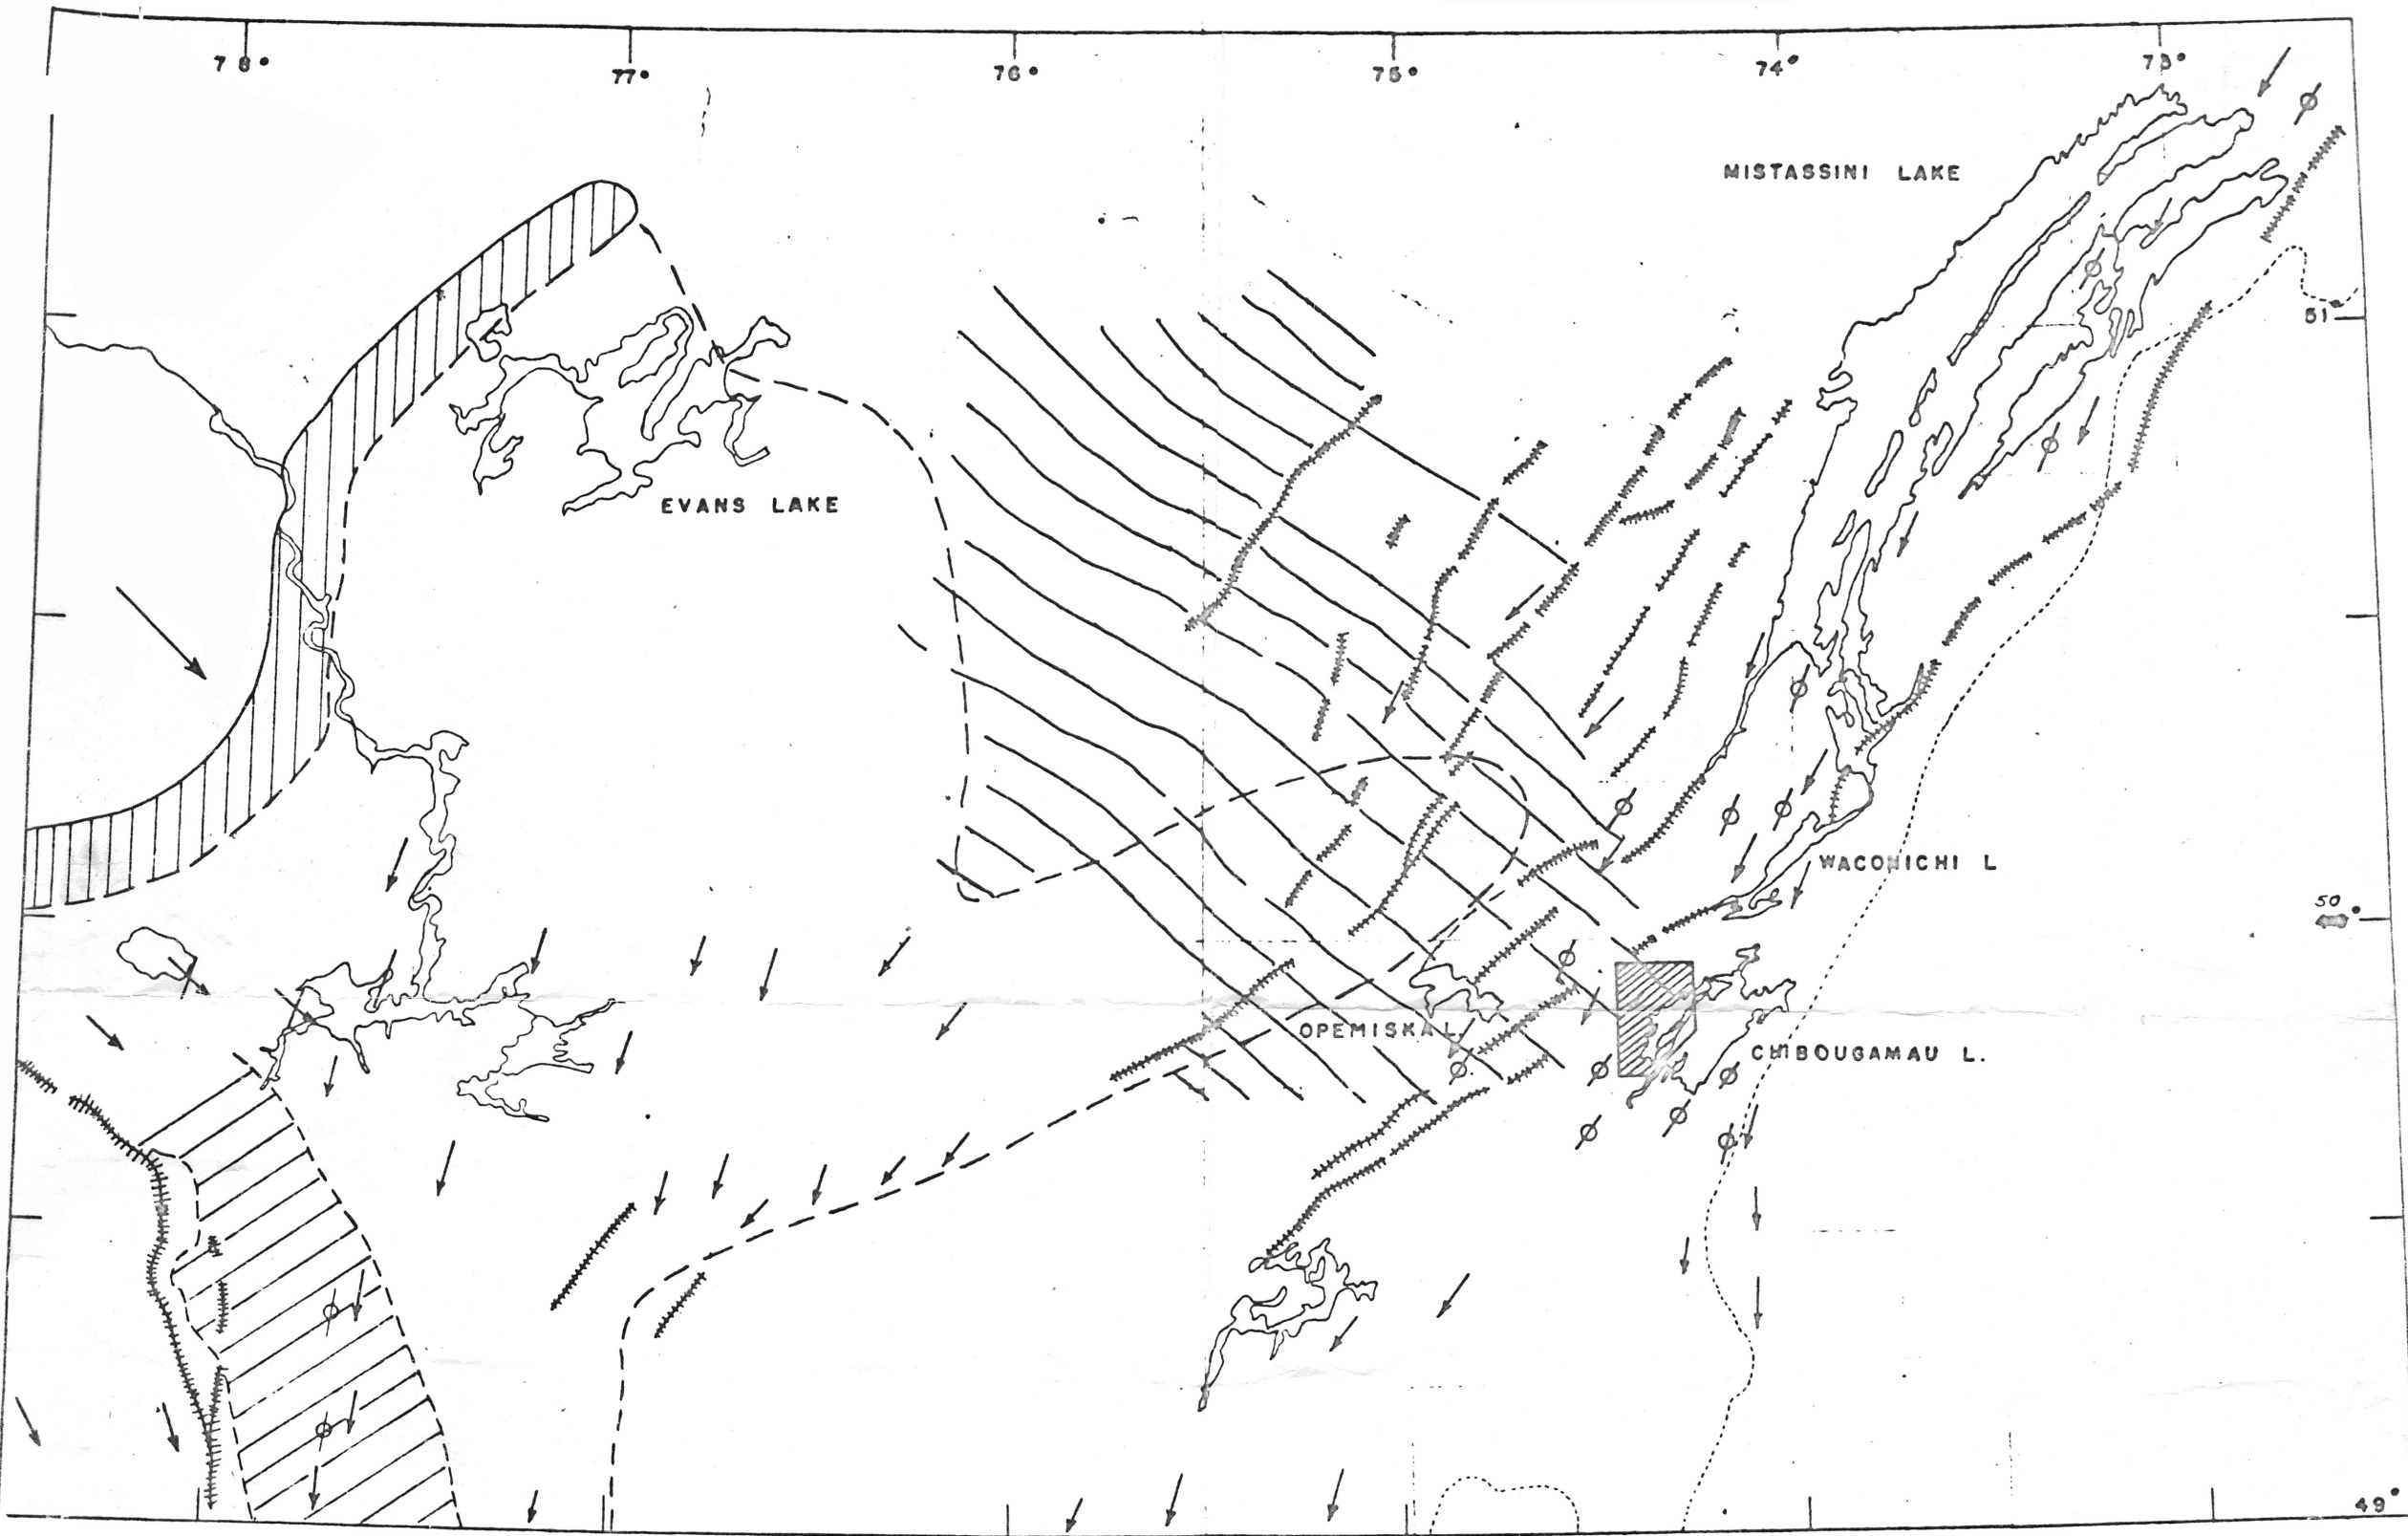 78°
77°
76°
75°
74°
73°
MISTASSINI LAKE
51
EVANS LAKE
WACONICHI L
50°
OPEMISKA L.
CHIBOUGAMAU L.
49°